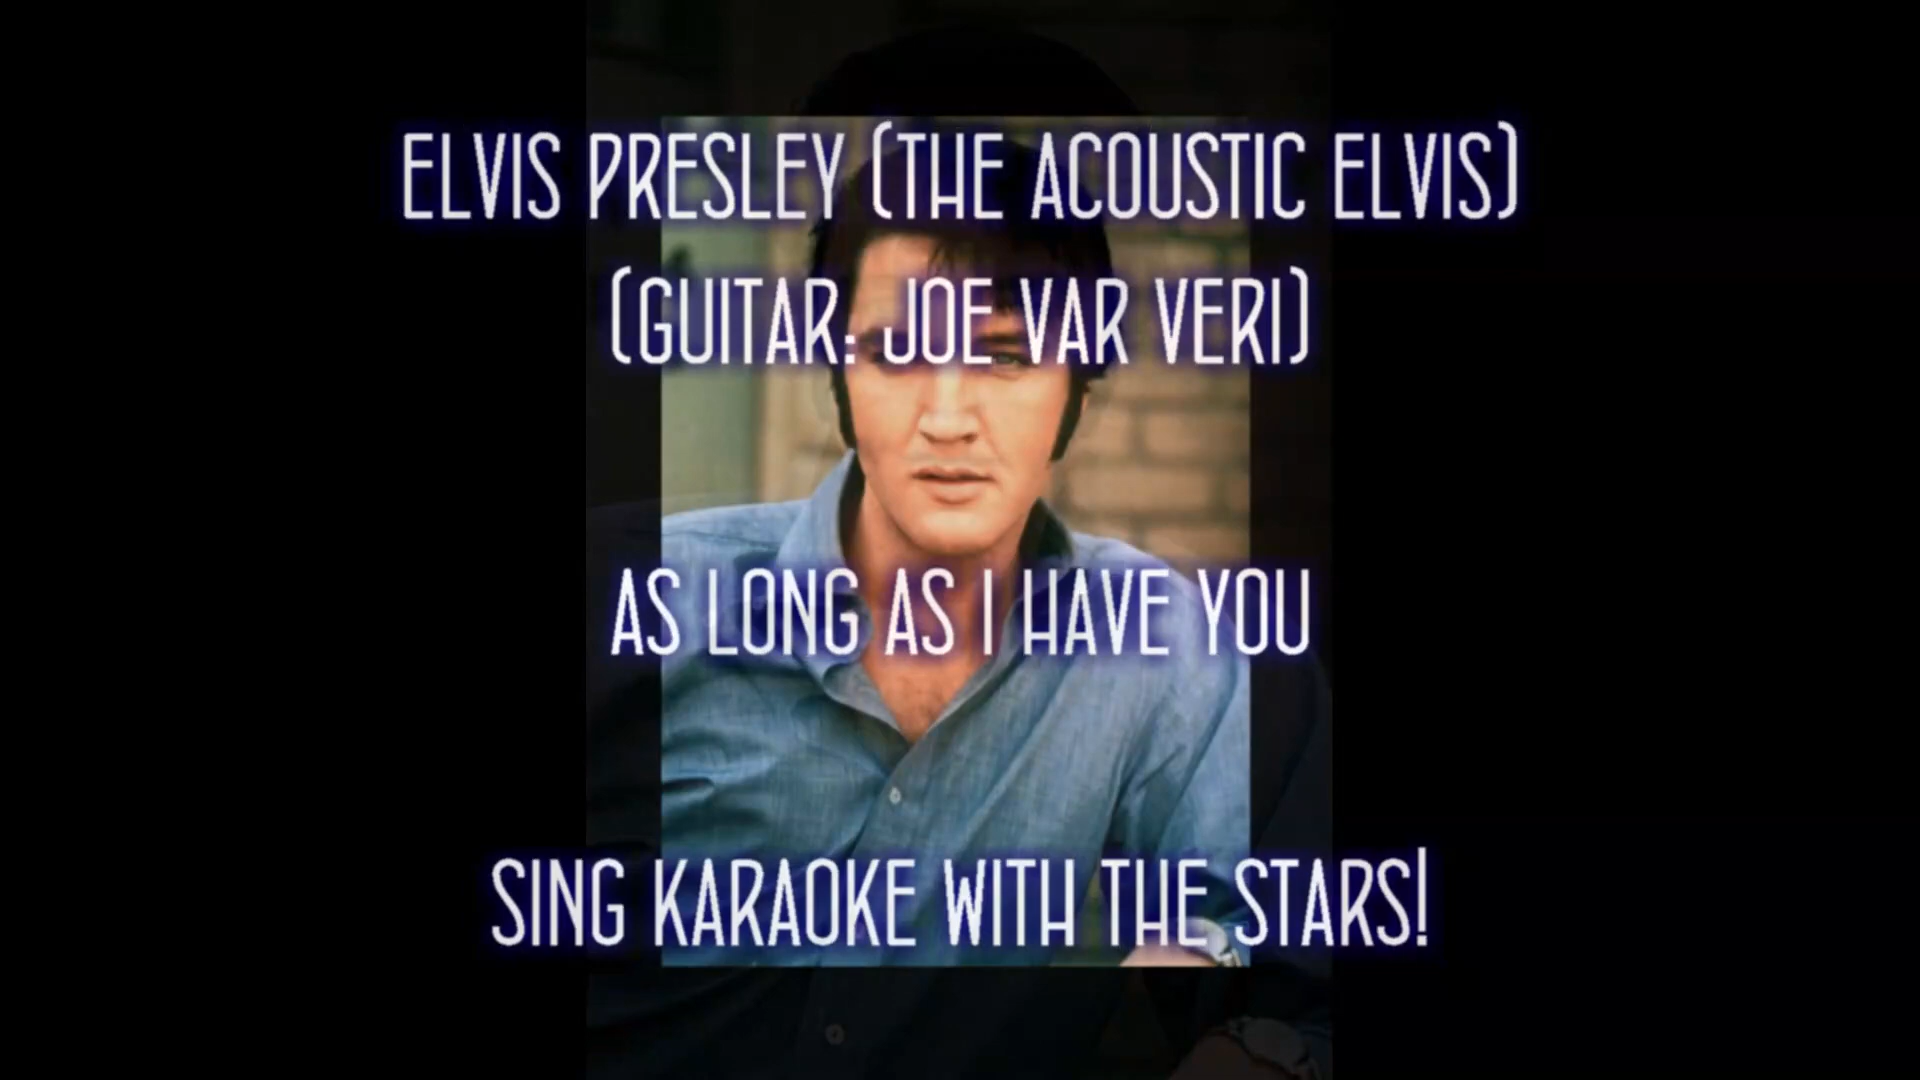 ELVIS PRESLEY (THE ACOUSTIC ELVIS)
(GUITAR: JOE VAR VERI)
AS LONG AS I HAVE YOU
SING KARAOKE WITH THE STARS!